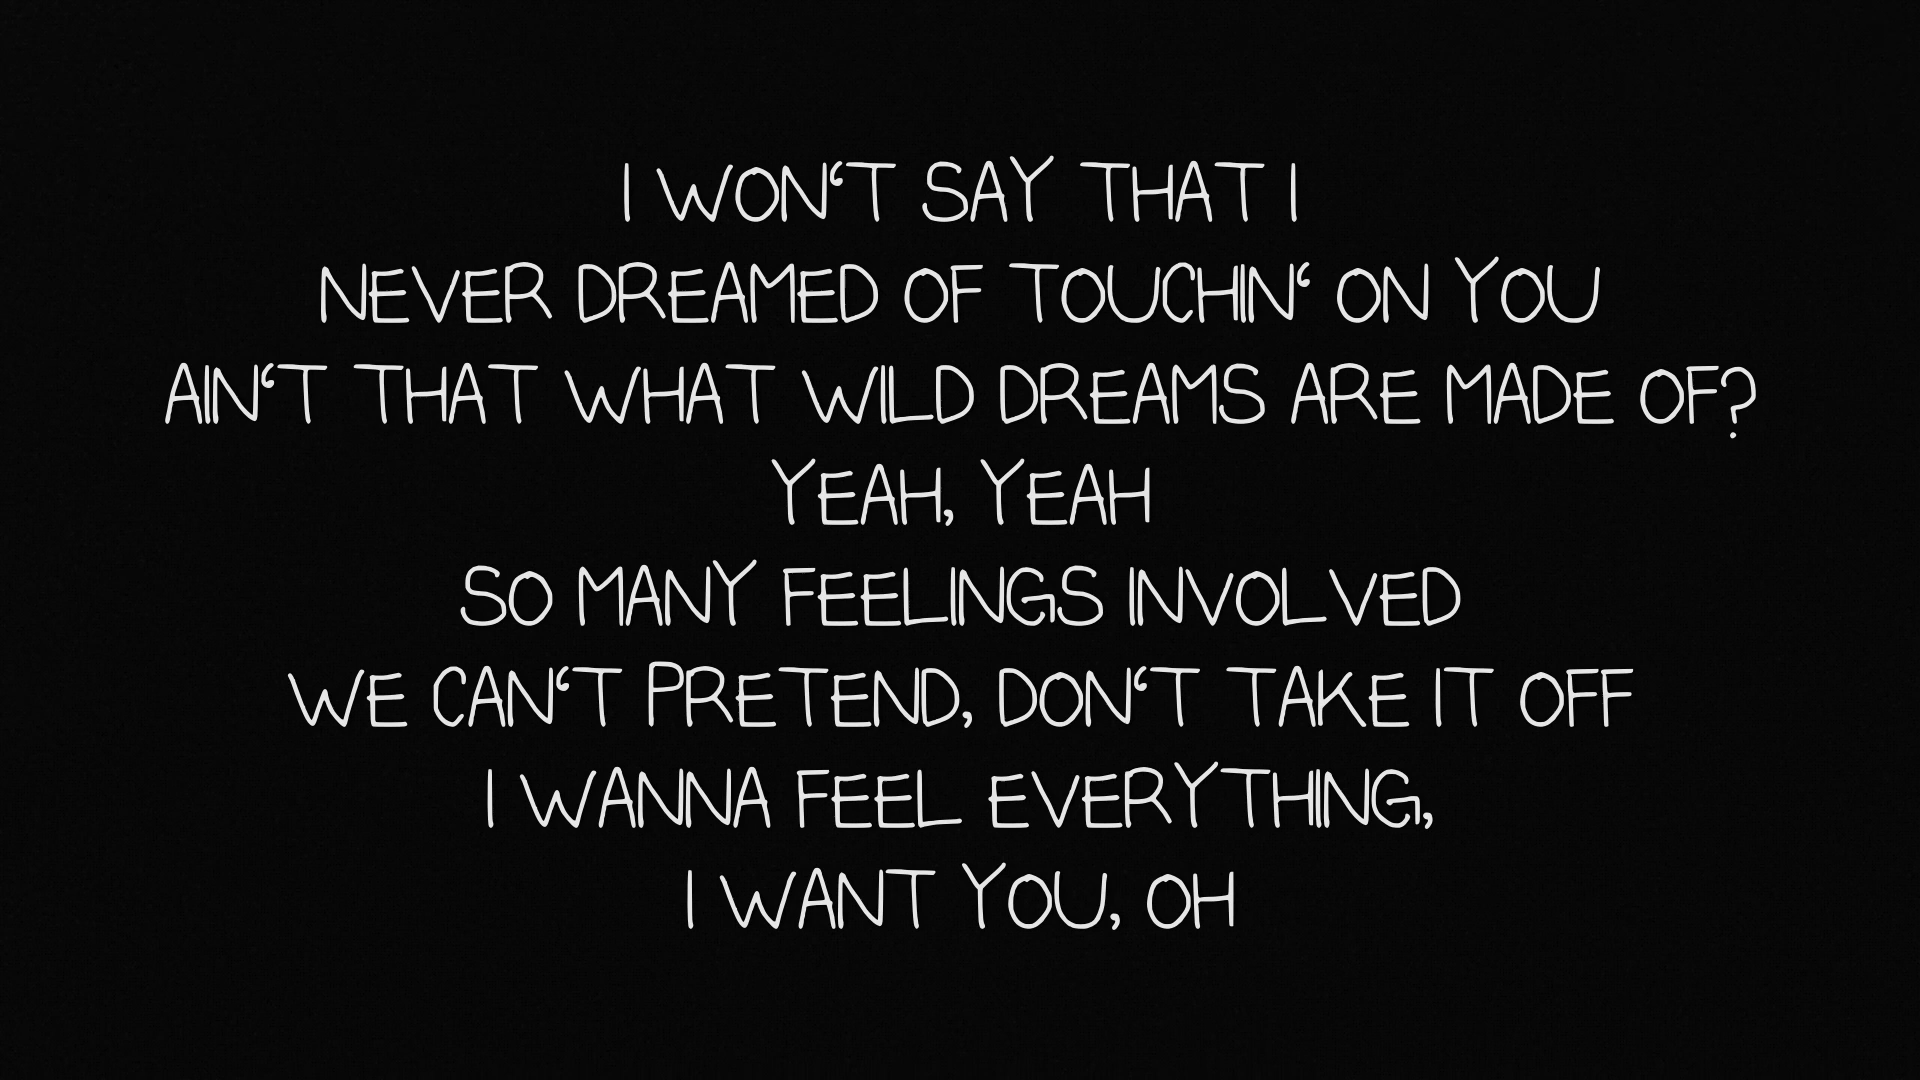 I WON‘T SAY THAT I
NEVER DREAMED OF TOUCHIN‘ ON YOU
AIN‘T THAT WHAT WILD DREAMS ARE MADE OF?
YEAH, YEAH
SO MANY FEELINGS INVOLVED
WE CAN‘T PRETEND, DON‘T TAKE IT OFF
I WANNA FEEL EVERYTHING,
I WANT YOU, OH